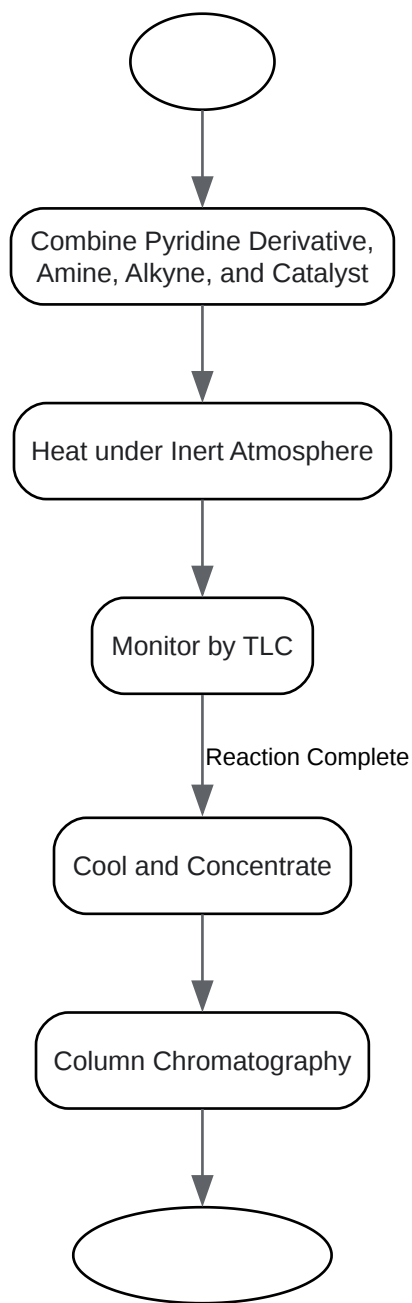 Combine Pyridine Derivative,
Amine, Alkyne, and Catalyst
Heat under Inert Atmosphere
Monitor by TLC
Reaction Complete
Cool and Concentrate
Column Chromatography